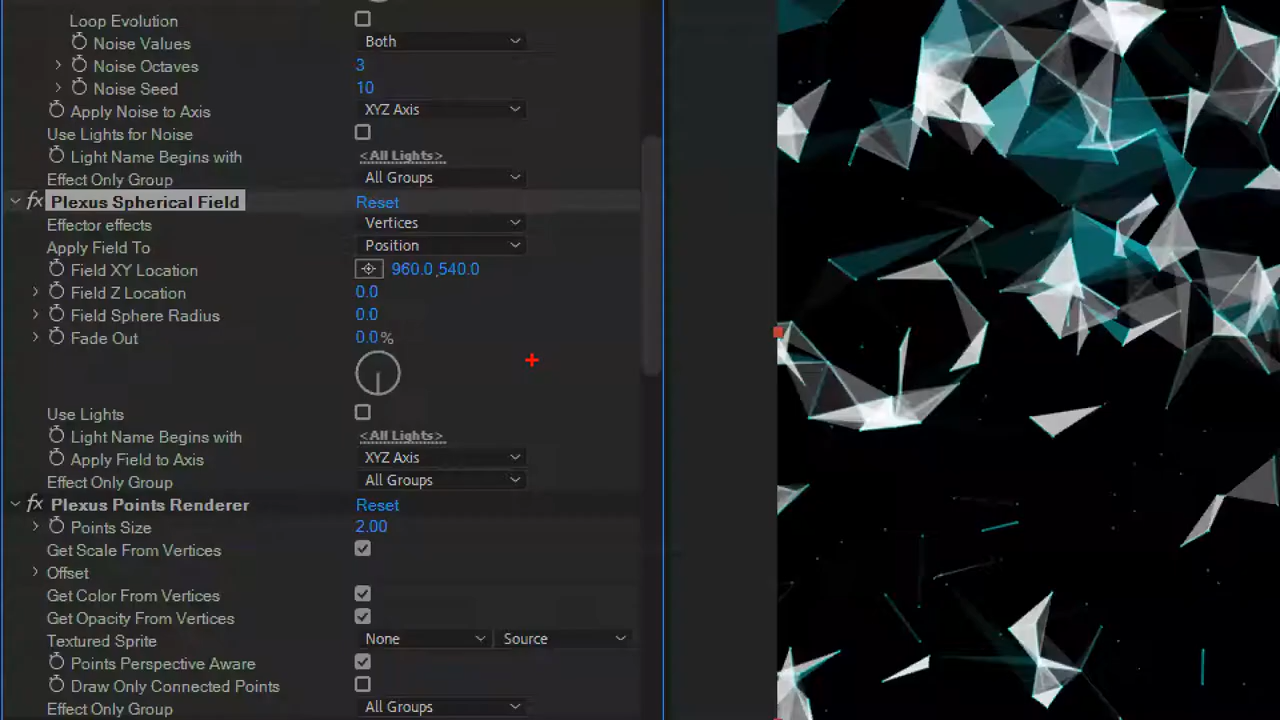 Loop Evolution
Noise Values Both
Noise Octaves 3
Noise Seed 10
Apply Noise to Axis XYZ Axis
Use Lights for Noise
Light Name Begins with <All Lights>
Effect Only Group All Groups
fx Plexus Spherical Field Reset
Effector effects Vertices
Apply Field To Position
Field XY Location 960.0,540.0
Field Z Location 0.0
Field Sphere Radius 0.0
Fade Out 0.0%
Use Lights
Light Name Begins with <All Lights>
Apply Field to Axis XYZ Axis
Effect Only Group All Groups
fx Plexus Points Renderer Reset
Points Size 2.00
Get Scale From Vertices
Offset
Get Color From Vertices
Get Opacity From Vertices
Textured Sprite None Source
Points Perspective Aware
Draw Only Connected Points
Effect Only Group All Groups